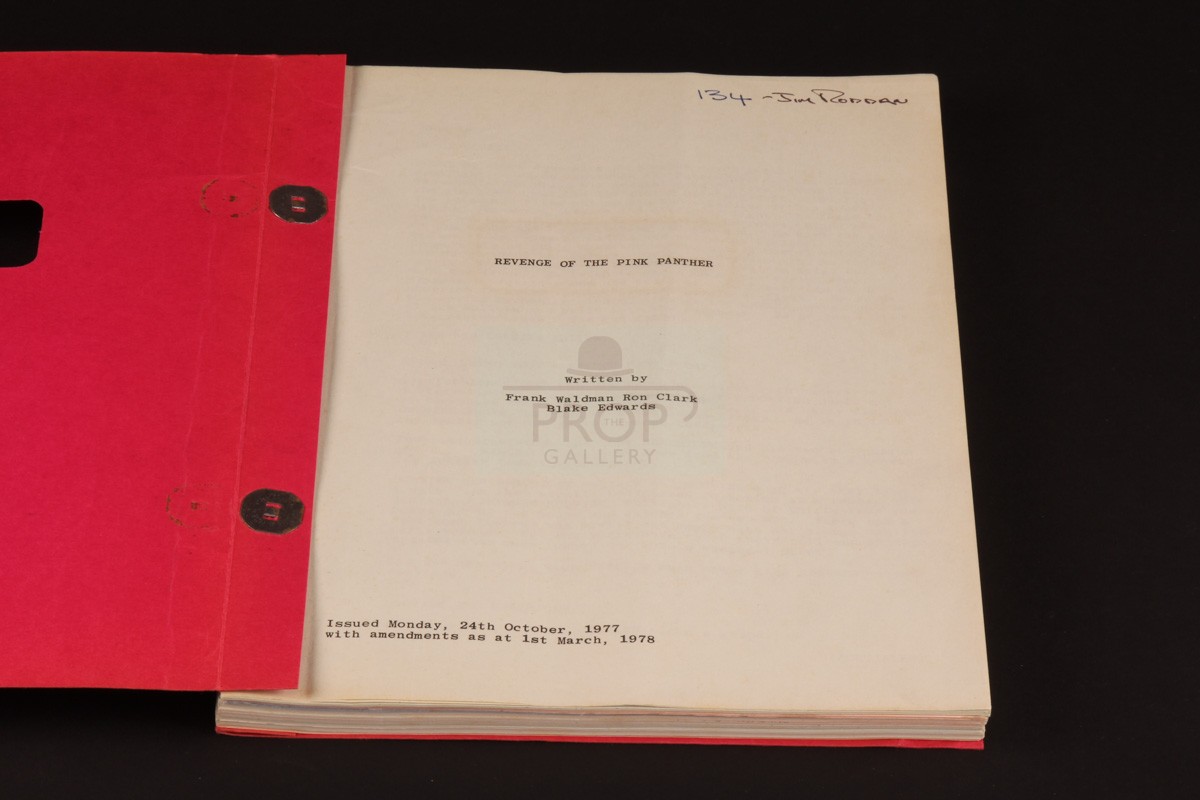 134 - Jim Roddan
REVENGE OF THE PINK PANTHER
Written by
Frank Waldman Ron Clark
Blake Edwards
THE
PROP
GALLERY
Issued Monday, 24th October, 1977
with amendments as at 1st March, 1978